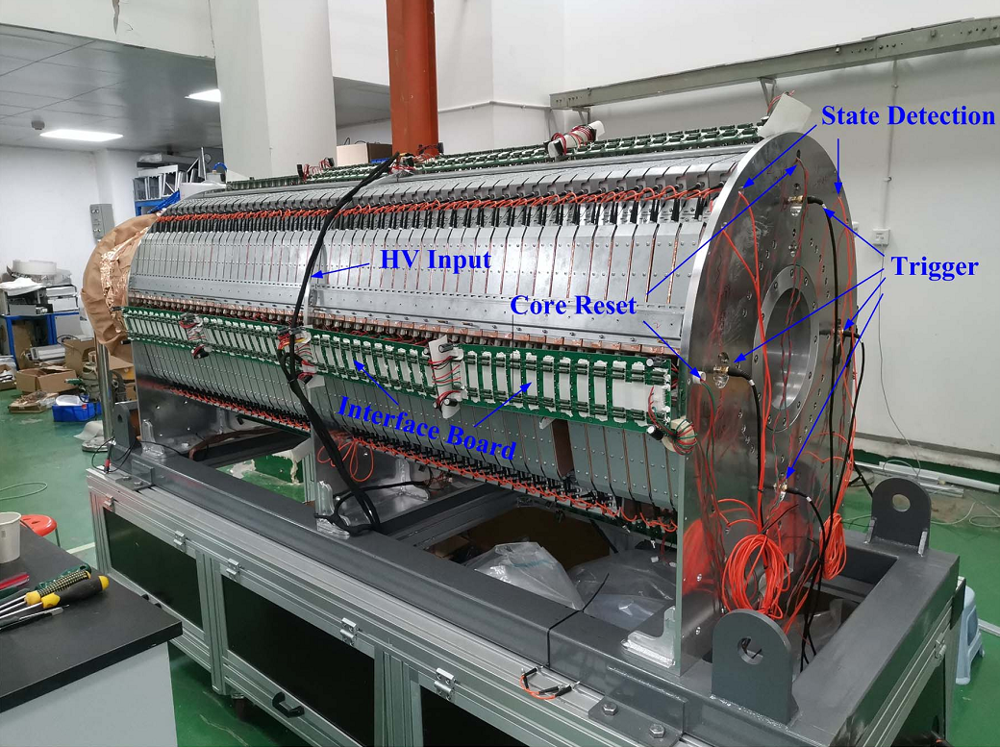 State Detection
HV Input
Trigger
Core Reset
Interface Board